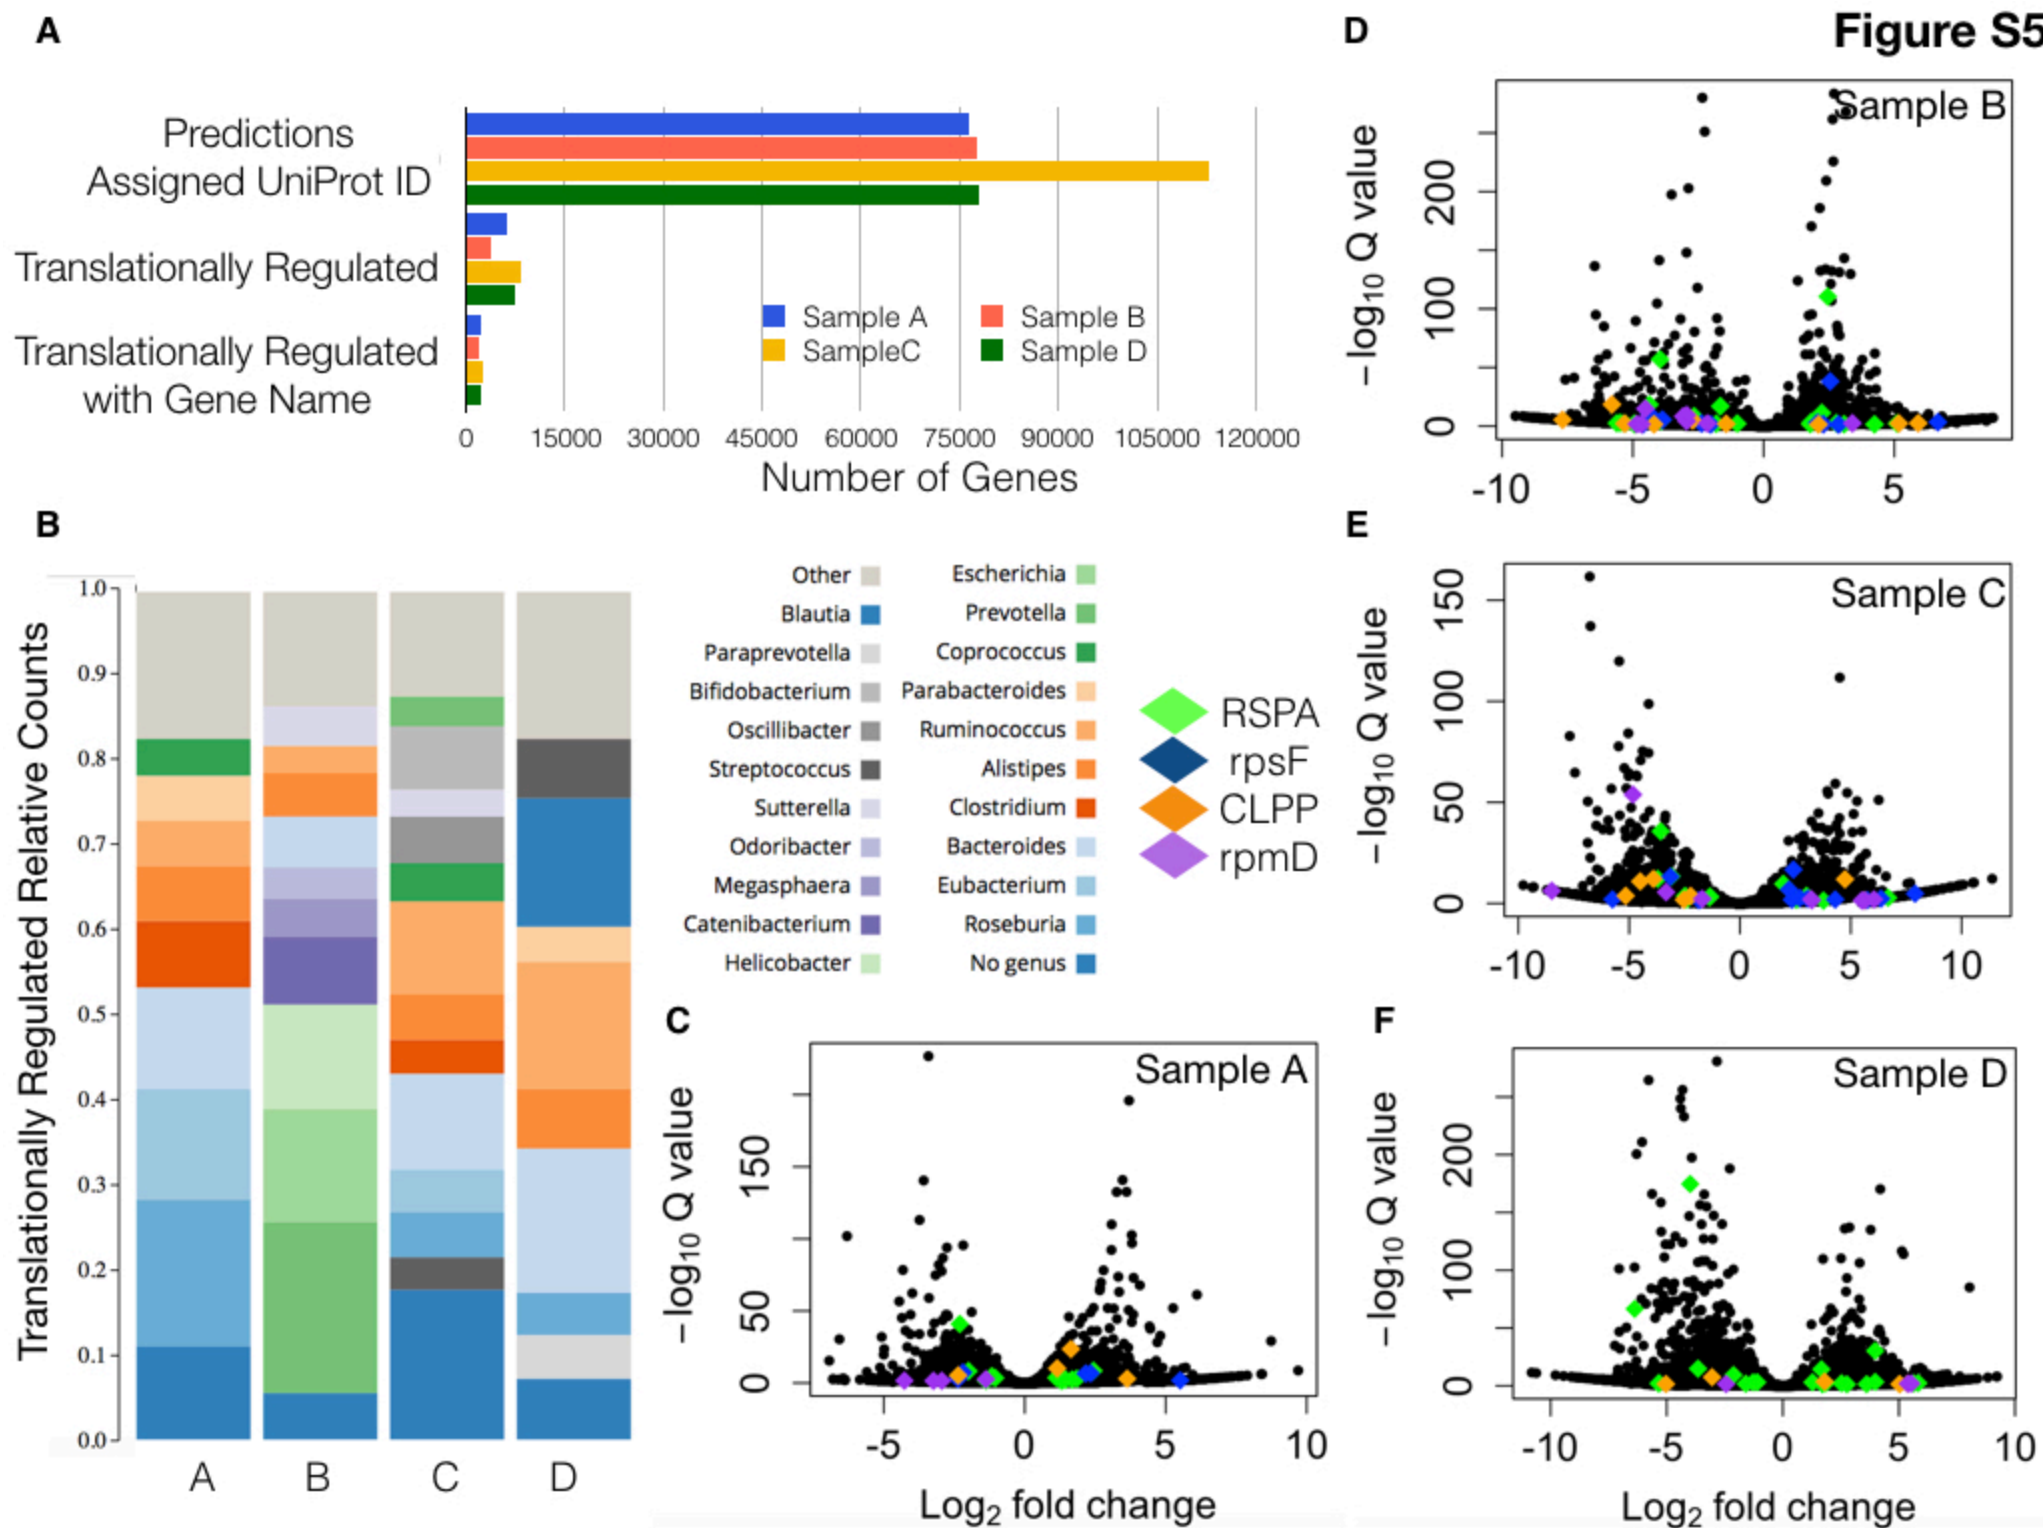 A
D
Figure S5
Predictions
Assigned UniProt ID
Translationally Regulated
Translationally Regulated
with Gene Name
Sample A
Sample B
SampleC
Sample D
0 15000 30000 45000 60000 75000 90000 105000 120000
Number of Genes
Sample B
-log10 Q value
0 100 200
-10 -5 0 5
B
Translationally Regulated Relative Counts
1.0
0.9
0.8
0.7
0.6
0.5
0.4
0.3
0.2
0.1
0.0
A B C D
Other
Blautia
Paraprevotella
Bifidobacterium
Oscillibacter
Streptococcus
Sutterella
Odoribacter
Megasphaera
Catenibacterium
Helicobacter
Escherichia
Prevotella
Coprococcus
Parabacteroides
Ruminococcus
Alistipes
Clostridium
Bacteroides
Eubacterium
Roseburia
No genus
RSPA
rpsF
CLPP
rpmD
E
Sample C
-log10 Q value
0 50 100 150
-10 -5 0 5 10
C
Sample A
-log10 Q value
0 50 150
-5 0 5 10
Log2 fold change
F
Sample D
-log10 Q value
0 100 200
-10 -5 0 5 10
Log2 fold change